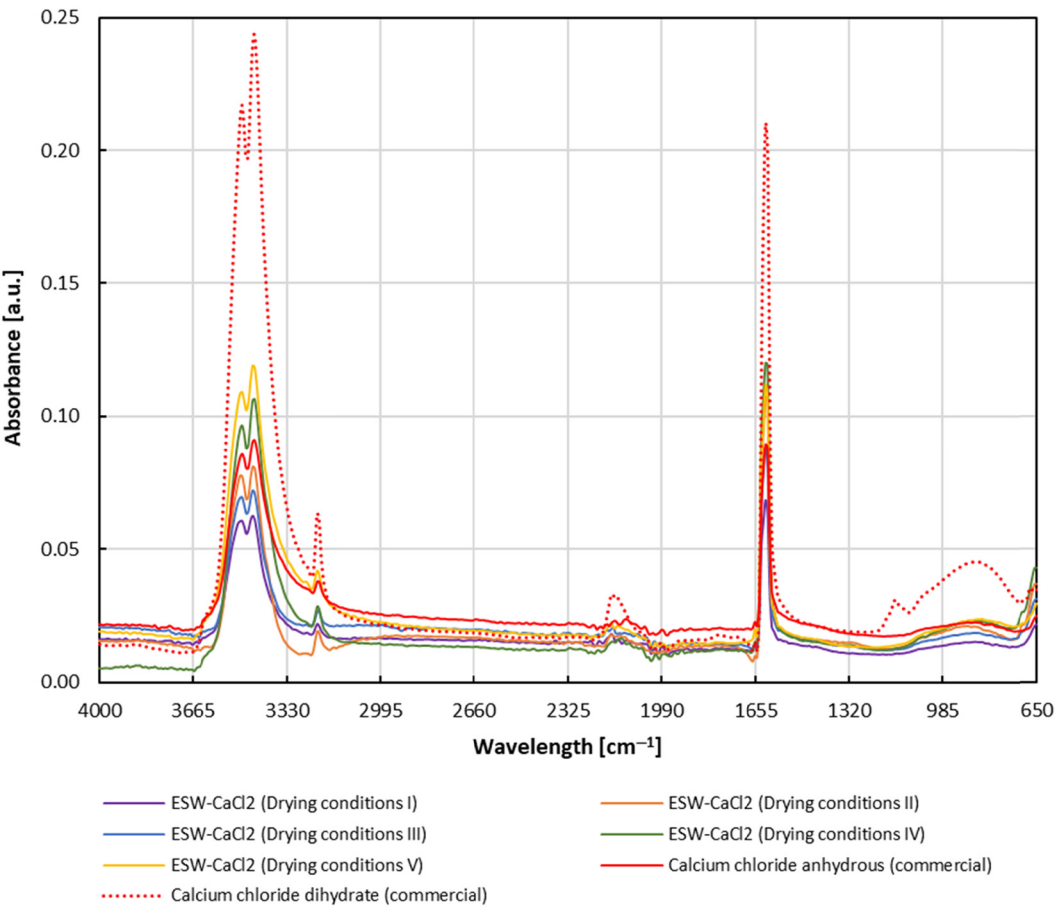 0.25
0.20
0.15
0.10
0.05
0.00
Absorbance [a.u.]
4000 3665 3330 2995 2660 2325 1990 1655 1320 985 650
Wavelength [cm−1]
ESW-CaCl2 (Drying conditions I) ESW-CaCl2 (Drying conditions II)
ESW-CaCl2 (Drying conditions III) ESW-CaCl2 (Drying conditions IV)
ESW-CaCl2 (Drying conditions V) Calcium chloride anhydrous (commercial)
Calcium chloride dihydrate (commercial)